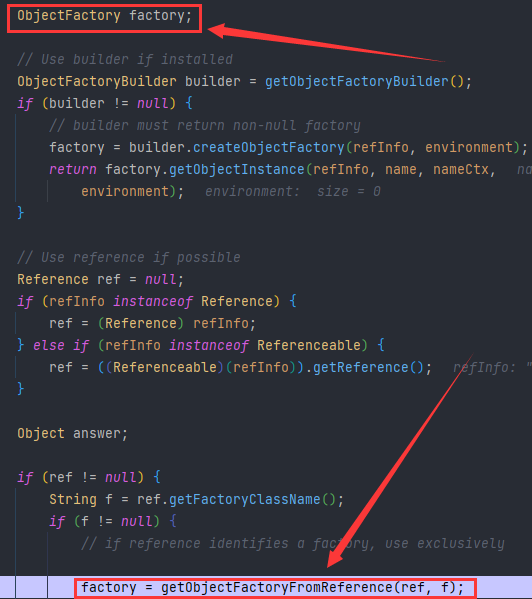 ObjectFactory factory;
// Use builder if installed
ObjectFactoryBuilder builder = getObjectFactoryBuilder();
if (builder != null) {
// builder must return non-null factory
factory = builder.createObjectFactory(refInfo, environment);
return factory.getObjectInstance(refInfo, name, nameCtx, na
environment); environment: size = 0
}
// Use reference if possible
Reference ref = null;
if (refInfo instanceof Reference) {
ref = (Reference) refInfo;
} else if (refInfo instanceof Referenceable) {
ref = ((Referenceable)(refInfo)).getReference(); refInfo: "
}
Object answer;
if (ref != null) {
String f = ref.getFactoryClassName();
if (f != null) {
// if reference identifies a factory, use exclusively
factory = getObjectFactoryFromReference(ref, f);